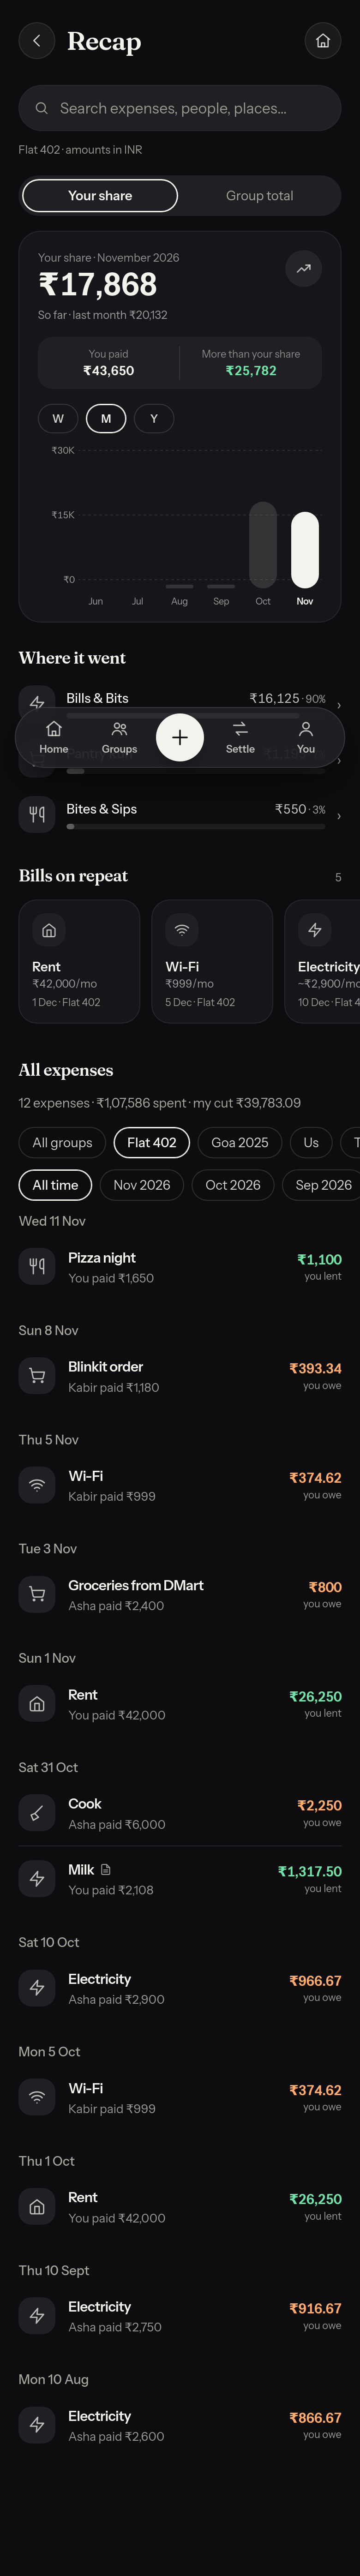 Recap
Search expenses, people, places...
Flat 402 · amounts in INR
Your share
Group total
Your share · November 2026
₹17,868
So far · last month ₹20,132
You paid
₹43,650
More than your share
₹25,782
W
M
Y
₹30K
₹15K
₹0
Jun
Jul
Aug
Sep
Oct
Nov
Where it went
Bills & Bits
₹16,125 · 90%
Home
Groups
Settle
You
Bites & Sips
₹550 · 3%
Bills on repeat
5
Rent
₹42,000/mo
1 Dec · Flat 402
Wi-Fi
₹999/mo
5 Dec · Flat 402
Electricity
~₹2,900/mo
10 Dec · Flat 4
All expenses
12 expenses · ₹1,07,586 spent · my cut ₹39,783.09
All groups
Flat 402
Goa 2025
Us
T
All time
Nov 2026
Oct 2026
Sep 2026
Wed 11 Nov
Pizza night
₹1,100
You paid ₹1,650
you lent
Sun 8 Nov
Blinkit order
₹393.34
Kabir paid ₹1,180
you owe
Thu 5 Nov
Wi-Fi
₹374.62
Kabir paid ₹999
you owe
Tue 3 Nov
Groceries from DMart
₹800
Asha paid ₹2,400
you owe
Sun 1 Nov
Rent
₹26,250
You paid ₹42,000
you lent
Sat 31 Oct
Cook
₹2,250
Asha paid ₹6,000
you owe
Milk
₹1,317.50
You paid ₹2,108
you lent
Sat 10 Oct
Electricity
₹966.67
Asha paid ₹2,900
you owe
Mon 5 Oct
Wi-Fi
₹374.62
Kabir paid ₹999
you owe
Thu 1 Oct
Rent
₹26,250
You paid ₹42,000
you lent
Thu 10 Sept
Electricity
₹916.67
Asha paid ₹2,750
you owe
Mon 10 Aug
Electricity
₹866.67
Asha paid ₹2,600
you owe